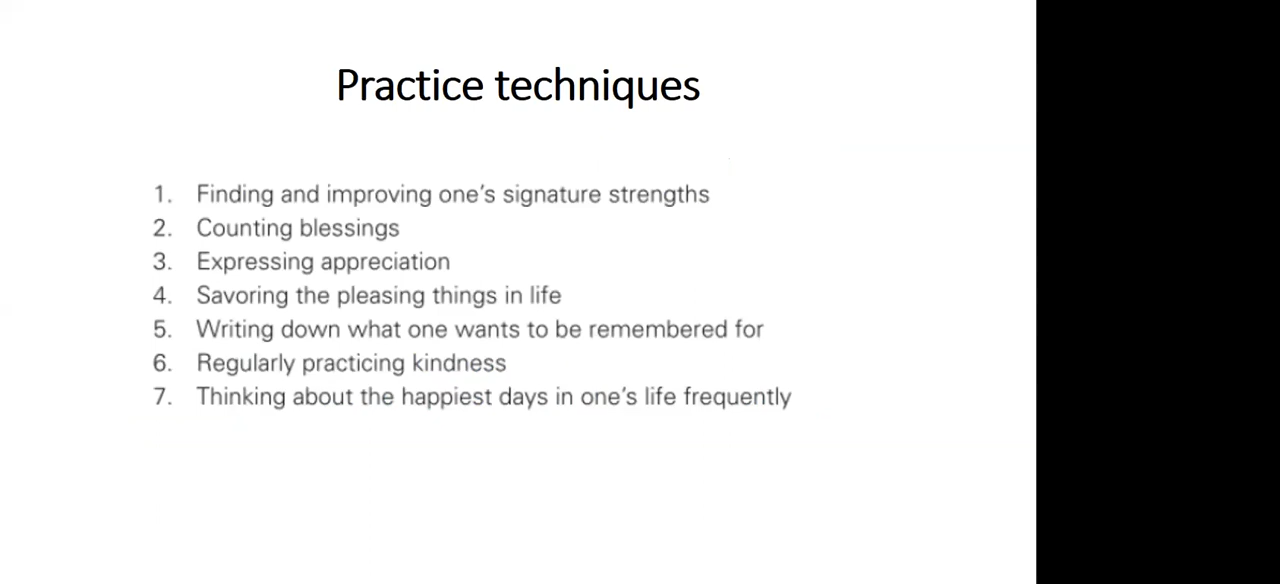 Practice techniques
1. Finding and improving one's signature strengths
2. Counting blessings
3. Expressing appreciation
4. Savoring the pleasing things in life
5. Writing down what one wants to be remembered for
6. Regularly practicing kindness
7. Thinking about the happiest days in one's life frequently